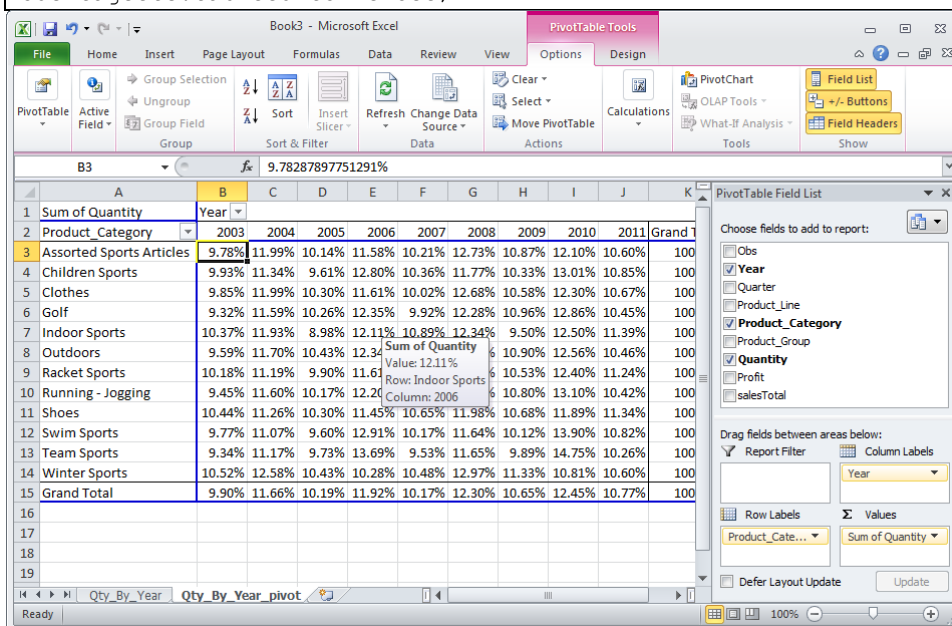 Book3 - Microsoft Excel PivotTable Tools
File Home Insert Page Layout Formulas Data Review View Options Design
PivotTable
Active Field
Group Selection
Ungroup
Group Field
Group
Sort
Insert Slicer
Sort & Filter
Refresh
Change Data Source
Data
Clear
Select
Move PivotTable
Actions
Calculations
PivotChart
OLAP Tools
What-If Analysis
Tools
Field List
+/- Buttons
Field Headers
Show
B3 fx 9.78287897751291%
A B C D E F G H I J K
1 Sum of Quantity Year
2 Product_Category 2003 2004 2005 2006 2007 2008 2009 2010 2011 Grand T
3 Assorted Sports Articles 9.78% 11.99% 10.14% 11.58% 10.21% 12.73% 10.87% 12.10% 10.60% 100
4 Children Sports 9.93% 11.34% 9.61% 12.80% 10.36% 11.77% 10.33% 13.01% 10.85% 100
5 Clothes 9.85% 11.99% 10.30% 11.61% 10.02% 12.68% 10.58% 12.30% 10.67% 100
6 Golf 9.32% 11.59% 10.26% 12.35% 9.92% 12.28% 10.96% 12.86% 10.45% 100
7 Indoor Sports 10.37% 11.93% 8.98% 12.11% 10.89% 12.34% 9.50% 12.50% 11.39% 100
8 Outdoors 9.59% 11.70% 10.43% 12.34 % 10.90% 12.56% 10.46% 100
9 Racket Sports 10.18% 11.19% 9.90% 11.61 % 10.53% 12.40% 11.24% 100
10 Running - Jogging 9.45% 11.60% 10.17% 12.20 % 10.80% 13.10% 10.42% 100
11 Shoes 10.44% 11.26% 10.30% 11.45% 10.65% 11.98% 10.68% 11.89% 11.34% 100
12 Swim Sports 9.77% 11.07% 9.60% 12.91% 10.17% 11.64% 10.12% 13.90% 10.82% 100
13 Team Sports 9.34% 11.17% 9.73% 13.69% 9.53% 11.65% 9.89% 14.75% 10.26% 100
14 Winter Sports 10.52% 12.58% 10.43% 10.28% 10.48% 12.97% 11.33% 10.81% 10.60% 100
15 Grand Total 9.90% 11.66% 10.19% 11.92% 10.17% 12.30% 10.65% 12.45% 10.77% 100
16
17
18
19
Sum of Quantity
Value: 12.11%
Row: Indoor Sports
Column: 2006
PivotTable Field List
Choose fields to add to report:
Obs
Year
Quarter
Product_Line
Product_Category
Product_Group
Quantity
Profit
salesTotal
Drag fields between areas below:
Report Filter Column Labels
Year
Row Labels Σ Values
Product_Cate... Sum of Quantity
Defer Layout Update Update
Qty_By_Year Qty_By_Year_pivot
Ready 100%